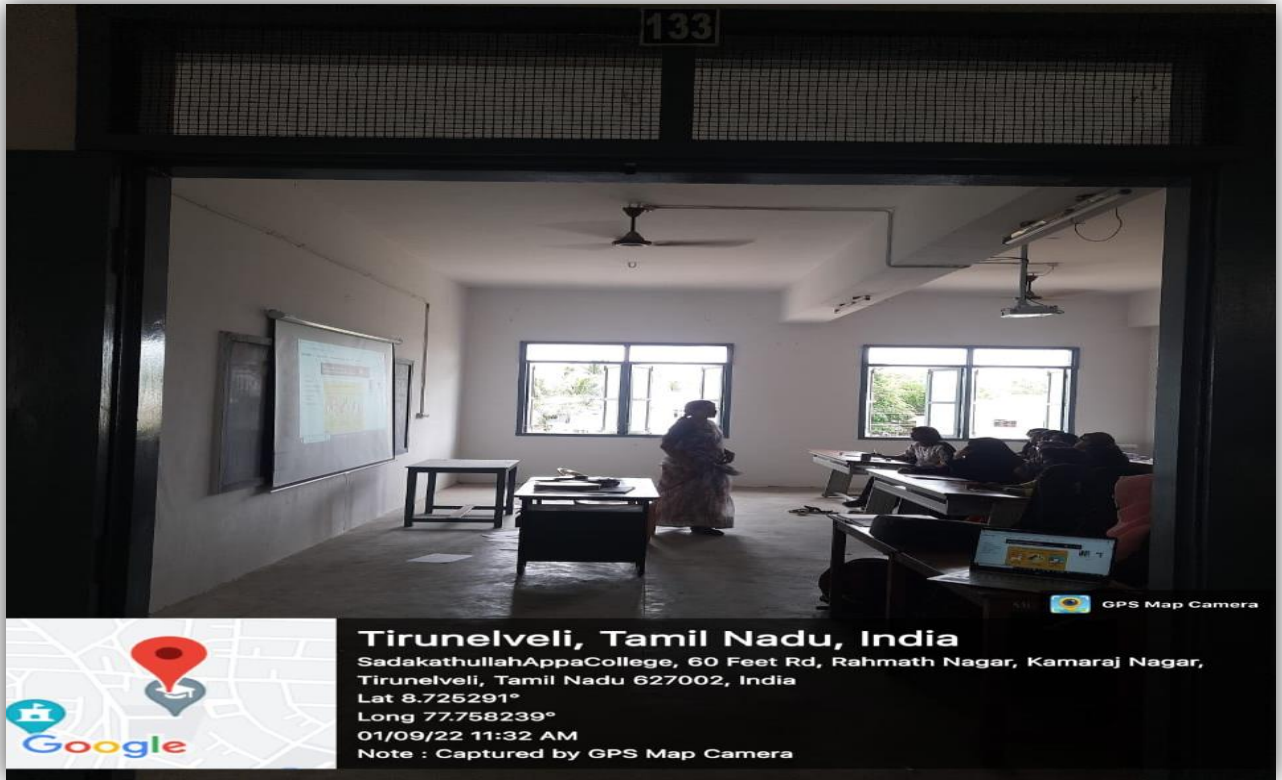 133
GPS Map Camera
Tirunelveli, Tamil Nadu, India
SadakathullahAppaCollege, 60 Feet Rd, Rahmath Nagar, Kamaraj Nagar,
Tirunelveli, Tamil Nadu 627002, India
Lat 8.725291°
Long 77.758239°
01/09/22 11:32 AM
Note : Captured by GPS Map Camera
Google